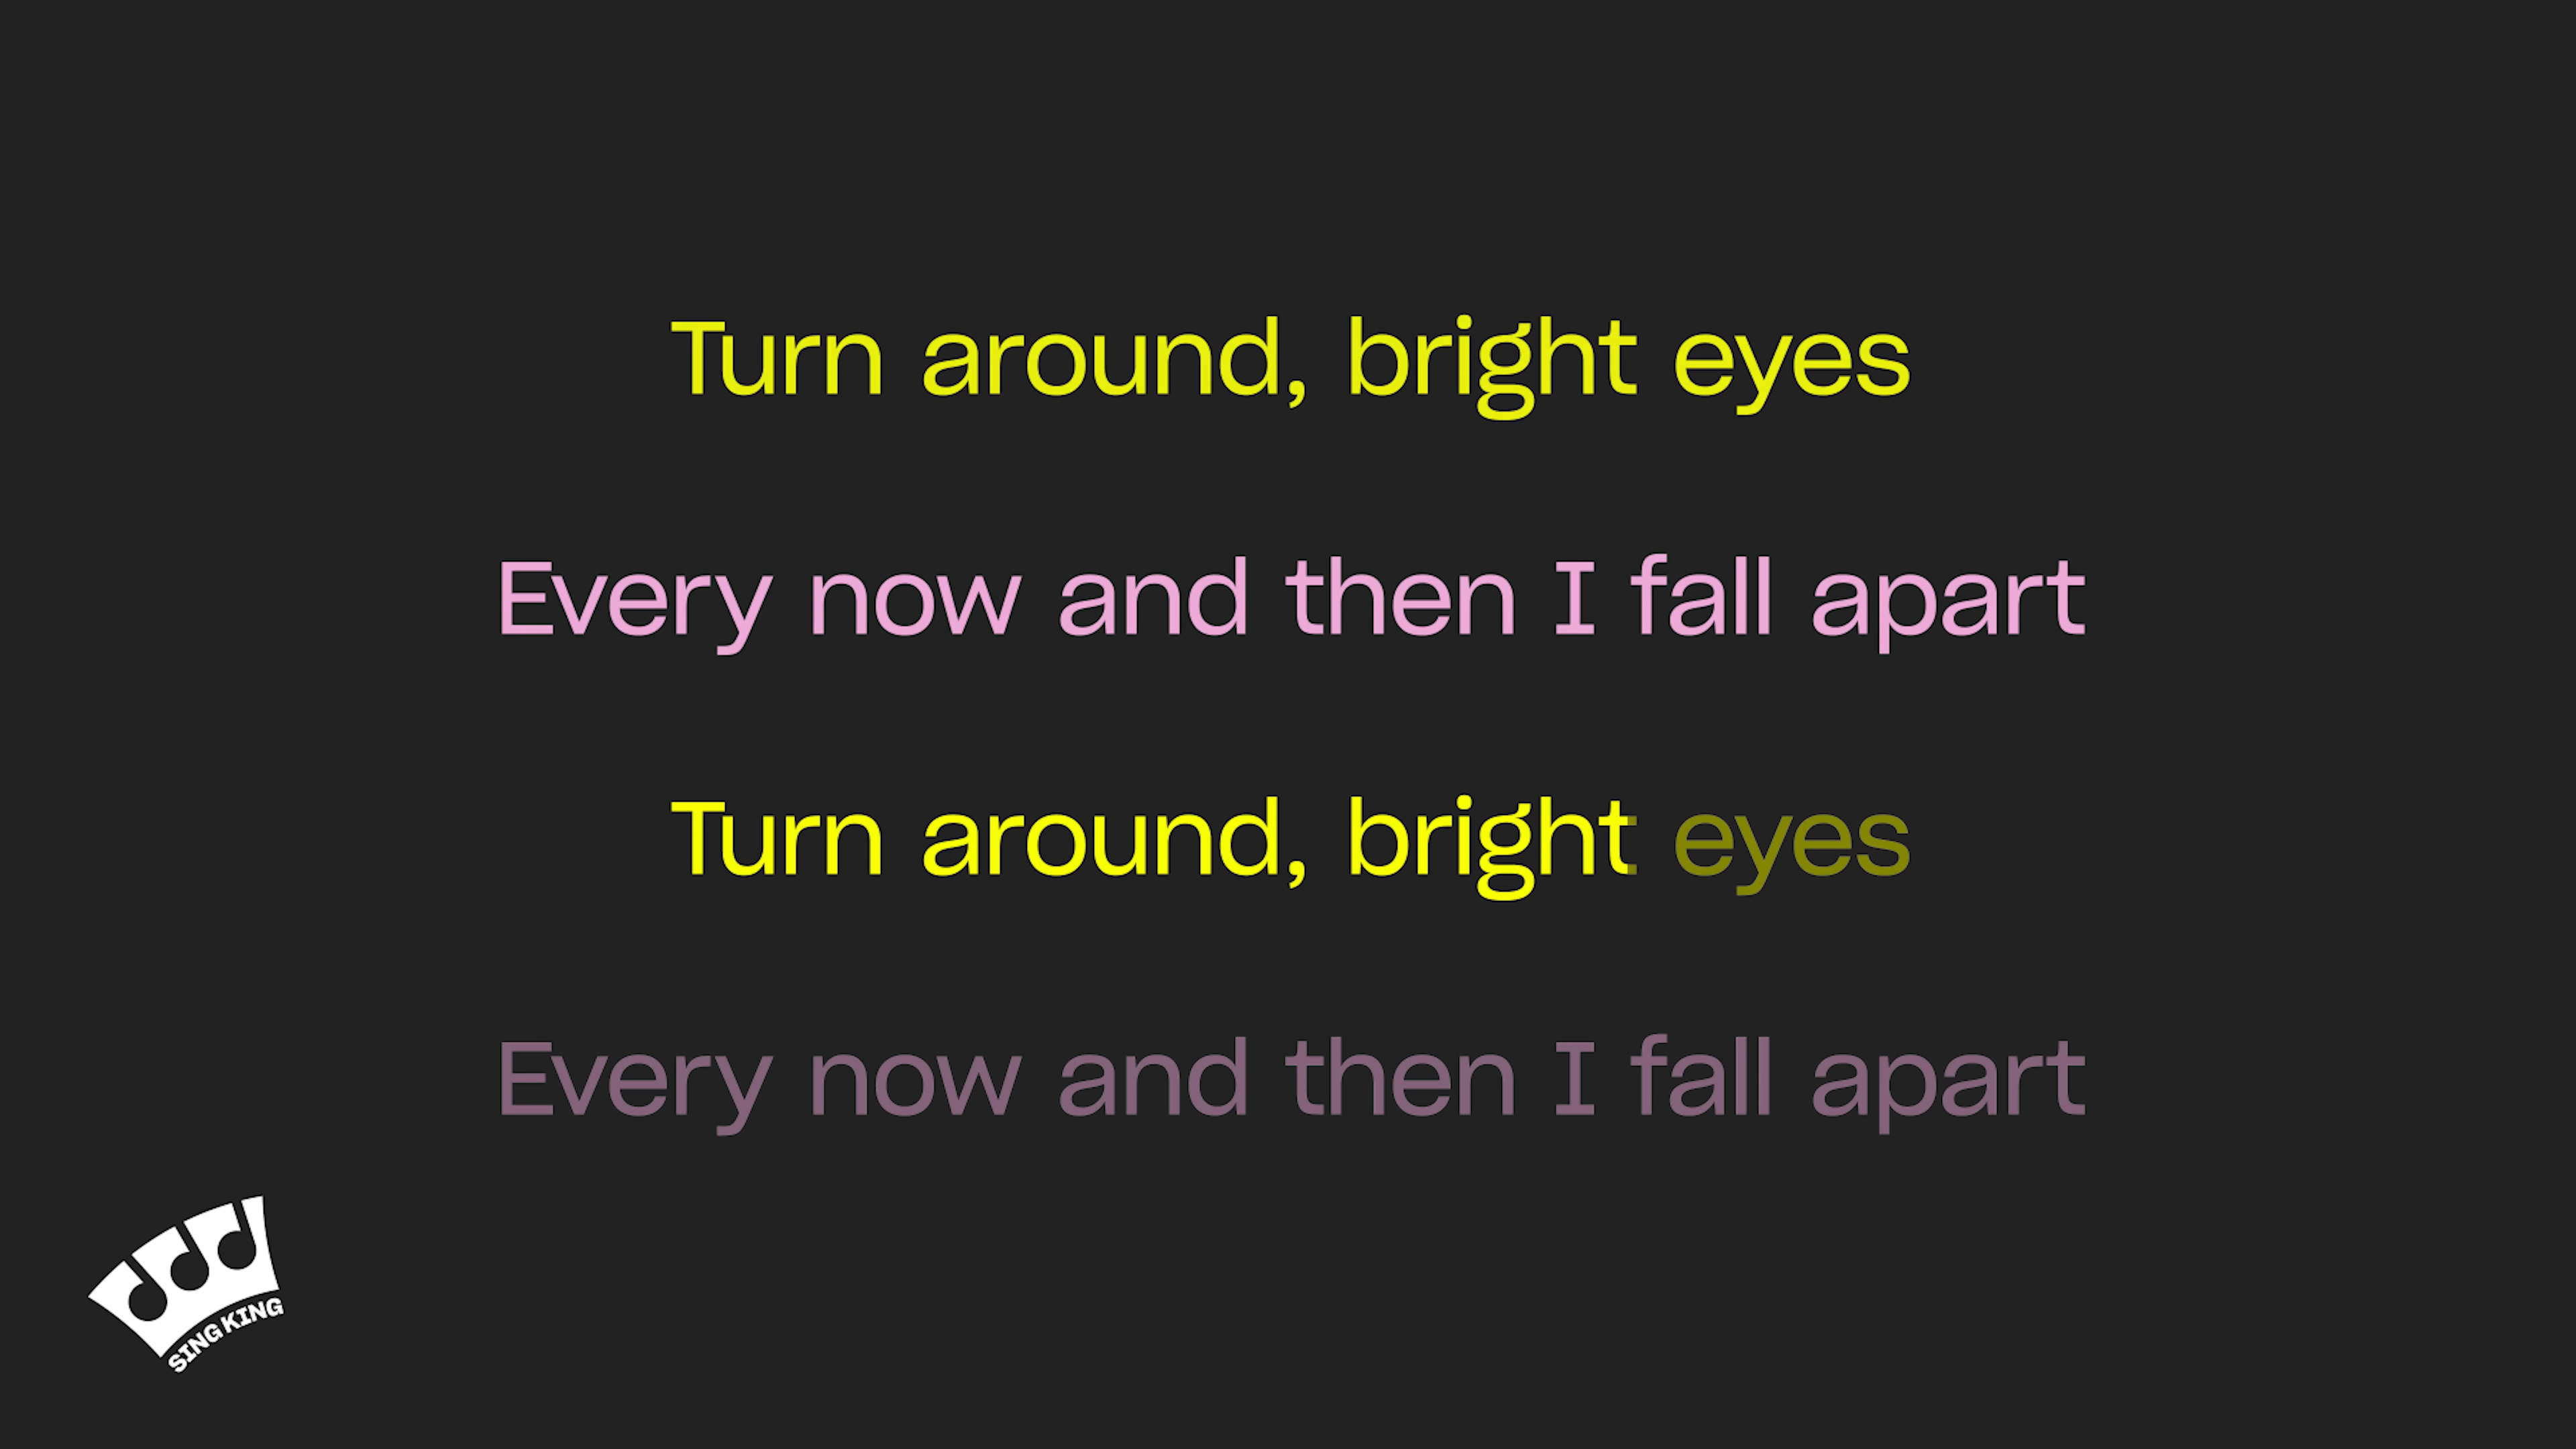 Turn around, bright eyes
Every now and then I fall apart
Turn around, bright eyes
Every now and then I fall apart
SING KING